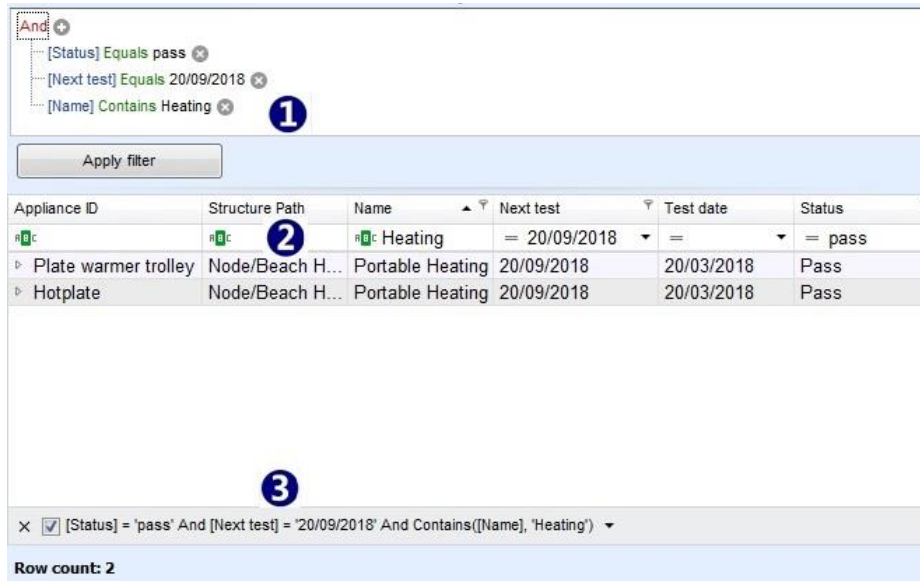 And
[Status] Equals pass
[Next test] Equals 20/09/2018
[Name] Contains Heating
1
Apply filter
Appliance ID Structure Path Name Next test Test date Status
ABC ABC 2 ABC Heating = 20/09/2018 = = pass
Plate warmer trolley Node/Beach H... Portable Heating 20/09/2018 20/03/2018 Pass
Hotplate Node/Beach H... Portable Heating 20/09/2018 20/03/2018 Pass
3
[Status] = 'pass' And [Next test] = '20/09/2018' And Contains([Name], 'Heating')
Row count: 2